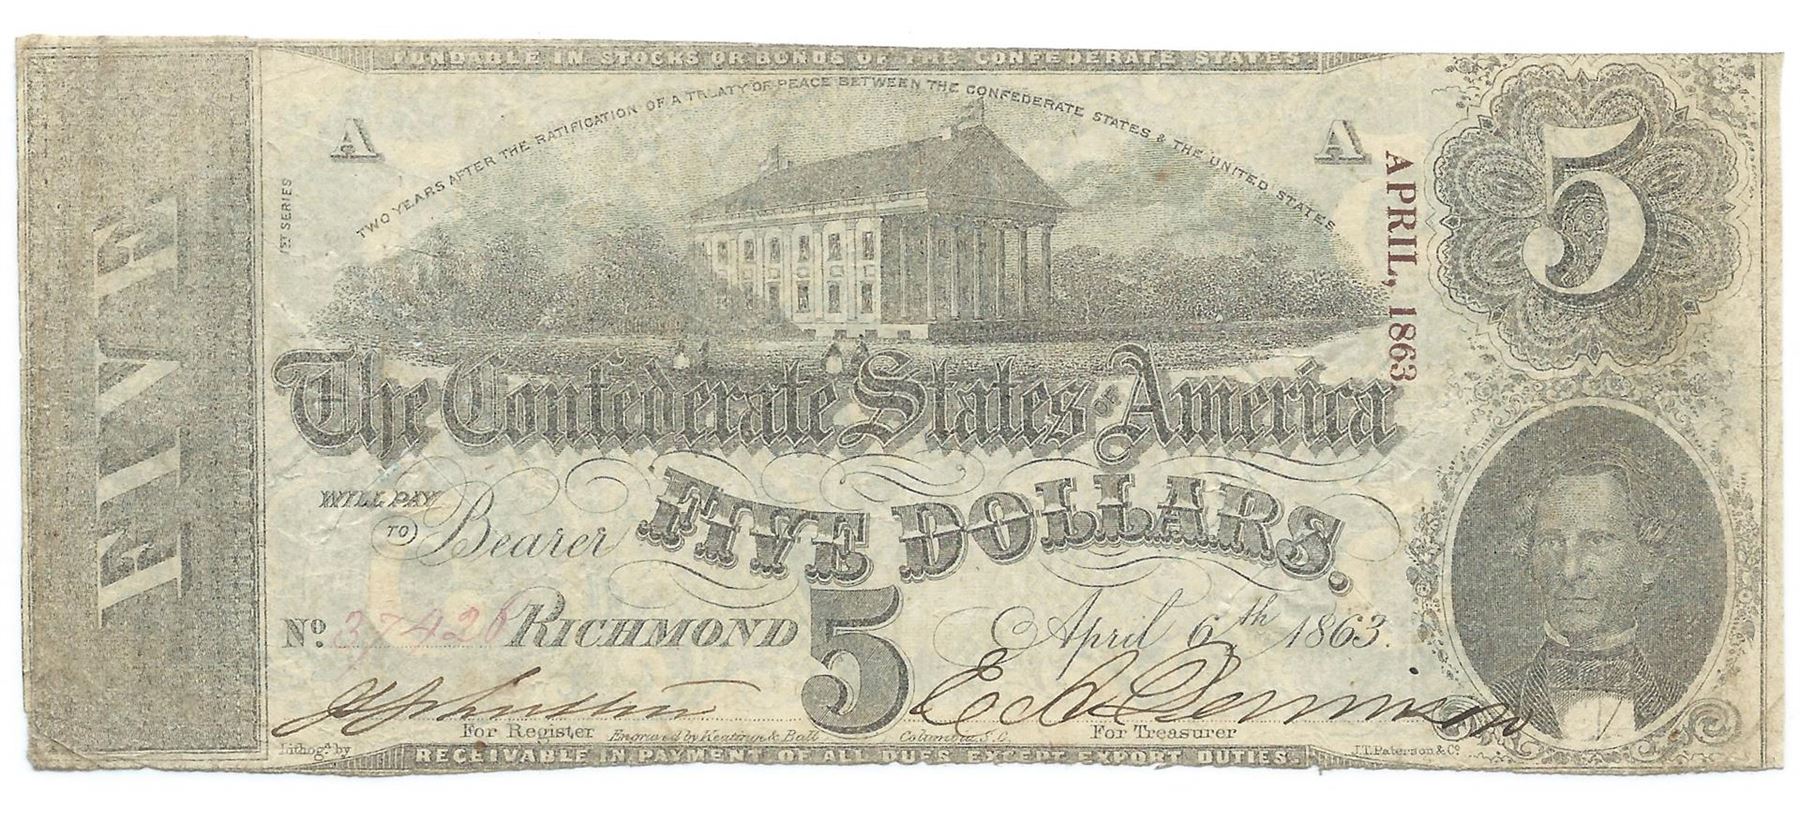 FUNDABLE IN STOCKS OR BONDS OF THE CONFEDERATE STATES.
TWO YEARS AFTER THE RATIFICATION OF A TREATY OF PEACE BETWEEN THE CONFEDERATE STATES & THE UNITED STATES
A
A
1ST SERIES
FIVE
APRIL, 1863
5
The Confederate States OF America
WILL PAY
TO Bearer
FIVE DOLLARS.
No. 37426 RICHMOND 5 April 6th 1863.
For Register
Engraved by Keatinge & Ball Columbia, S.C.
For Treasurer
Lithog'd by
J.T. Paterson & Co
RECEIVABLE IN PAYMENT OF ALL DUES EXCEPT EXPORT DUTIES.